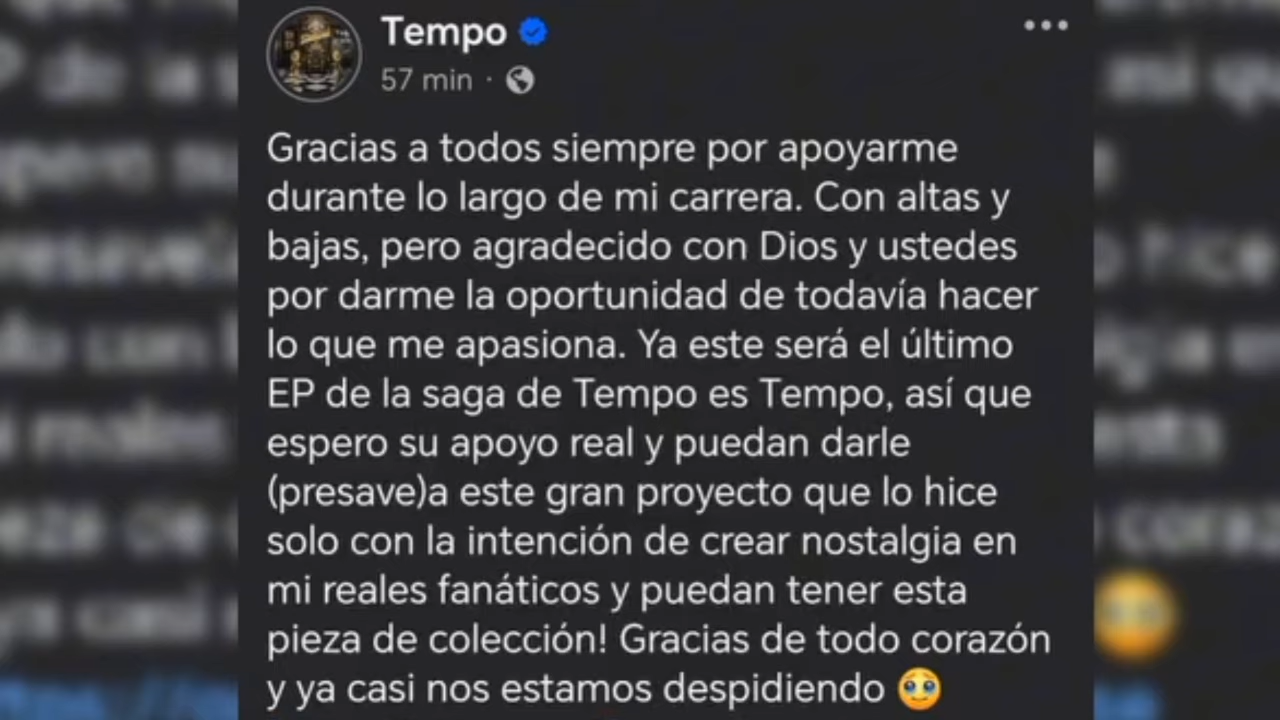 Tempo
57 min ·
Gracias a todos siempre por apoyarme
durante lo largo de mi carrera. Con altas y
bajas, pero agradecido con Dios y ustedes
por darme la oportunidad de todavía hacer
lo que me apasiona. Ya este será el último
EP de la saga de Tempo es Tempo, así que
espero su apoyo real y puedan darle
(presave)a este gran proyecto que lo hice
solo con la intención de crear nostalgia en
mi reales fanáticos y puedan tener esta
pieza de colección! Gracias de todo corazón
y ya casi nos estamos despidiendo 🥹